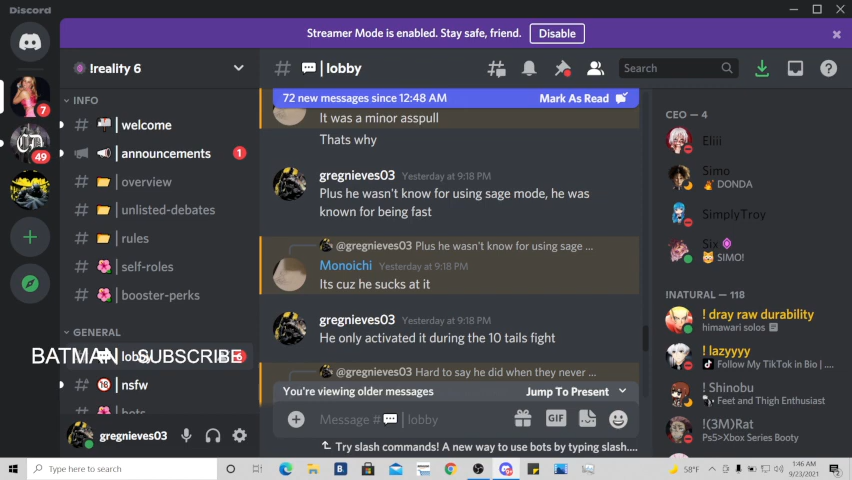 Discord
Streamer Mode is enabled. Stay safe, friend.
Disable
!reality 6
lobby
Search
INFO
welcome
announcements
1
overview
unlisted-debates
rules
self-roles
booster-perks
GENERAL
BATMAN SUBSCRIBE
nsfw
bots
gregnieves03
7
49
72 new messages since 12:48 AM
Mark As Read
It was a minor asspull
Thats why
gregnieves03 Yesterday at 9:18 PM
Plus he wasn't know for using sage mode, he was
known for being fast
@gregnieves03 Plus he wasn't know for using sage ...
Monoichi Yesterday at 9:18 PM
Its cuz he sucks at it
gregnieves03 Yesterday at 9:18 PM
He only activated it during the 10 tails fight
@gregnieves03 Hard to say he did when they never ...
You're viewing older messages
Jump To Present
Message # | lobby
GIF
Try slash commands! A new way to use bots by typing slash....
CEO — 4
Eliii
Simo
DONDA
SimplyTroy
Six
SIMO!
INATURAL — 118
! dray raw durability
himawari solos
! lazyyyy
Follow My TikTok in Bio | ...
! Shinobu
Feet and Thigh Enthusiast
! (3M)Rat
Ps5>Xbox Series Booty
Type here to search
58°F
1:46 AM
9/23/2021